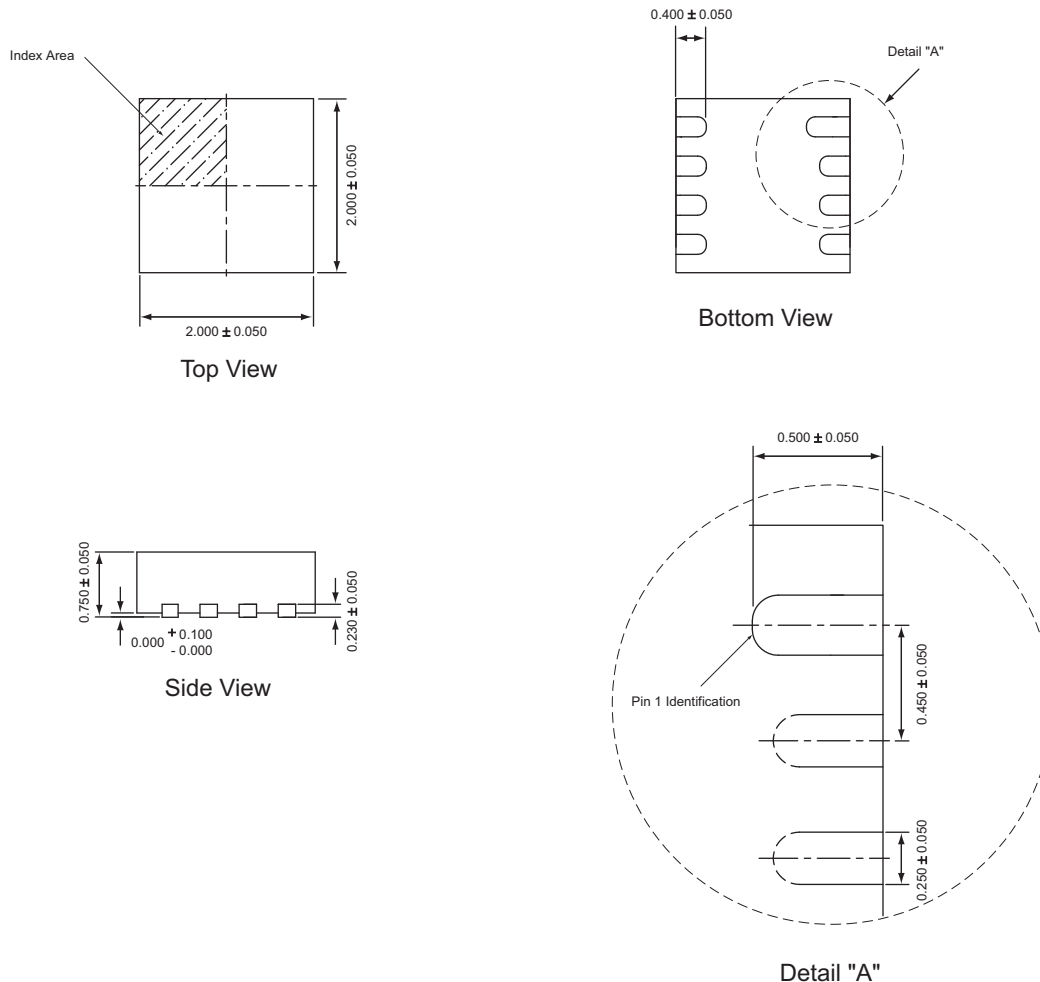 0.400 ± 0.050
Index Area
Detail "A"
2.000 ± 0.050
2.000 ± 0.050
Top View
Bottom View
0.500 ± 0.050
0.750 ± 0.050
0.000 + 0.100
- 0.000
0.230 ± 0.050
Side View
Pin 1 Identification
0.450 ± 0.050
0.250 ± 0.050
Detail "A"